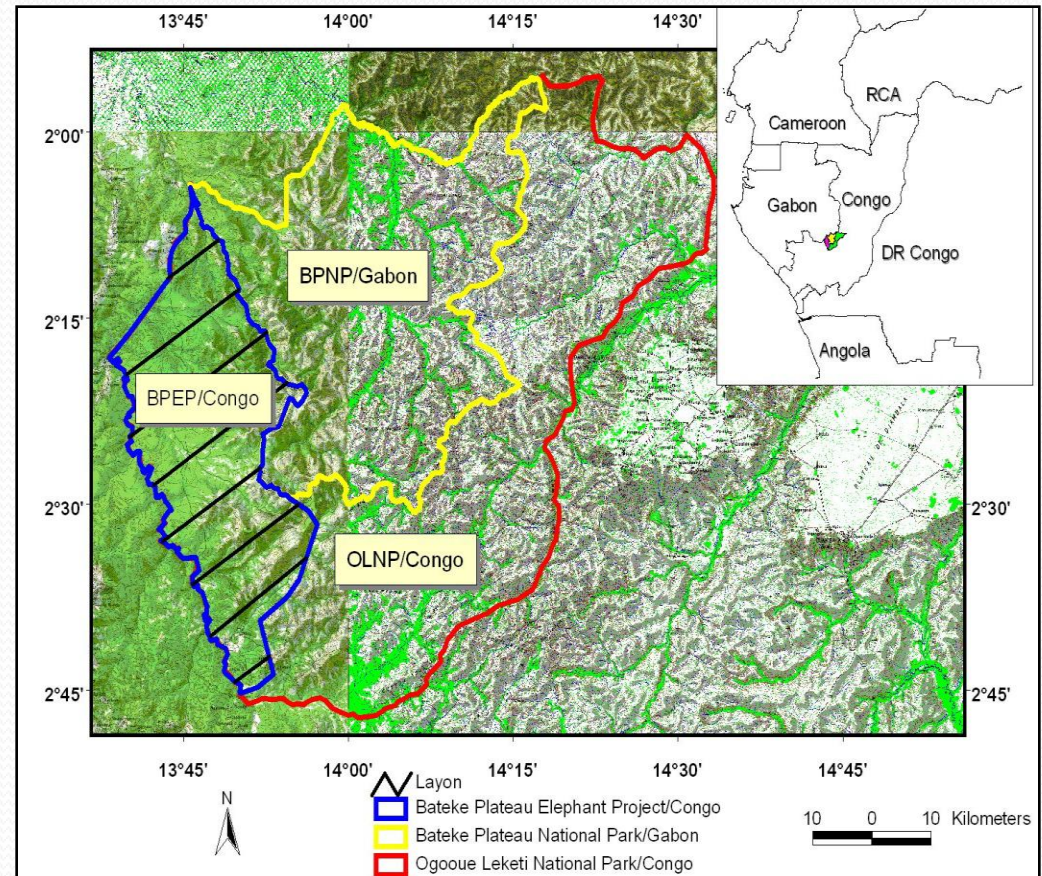 13°45' 14°00' 14°15' 14°30'
RCA
Cameroon
Gabon
Congo
DR Congo
Angola
2°00'
BPNP/Gabon
2°15'
BPEP/Congo
2°30' 2°30'
OLNP/Congo
2°45' 2°45'
13°45' 14°00' 14°15' 14°30' 14°45'
N
Layon
Bateke Plateau Elephant Project/Congo
Bateke Plateau National Park/Gabon
Ogooue Leketi National Park/Congo
10 0 10 Kilometers